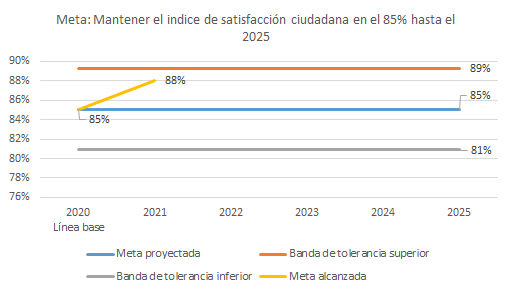 Meta: Mantener el indice de satisfacción ciudadana en el 85% hasta el
2025
90%
88%
86%
84%
82%
80%
78%
76%
89%
88%
85%
85%
81%
2020 2021 2022 2023 2024 2025
Línea base
Meta proyectada Banda de tolerancia superior
Banda de tolerancia inferior Meta alcanzada